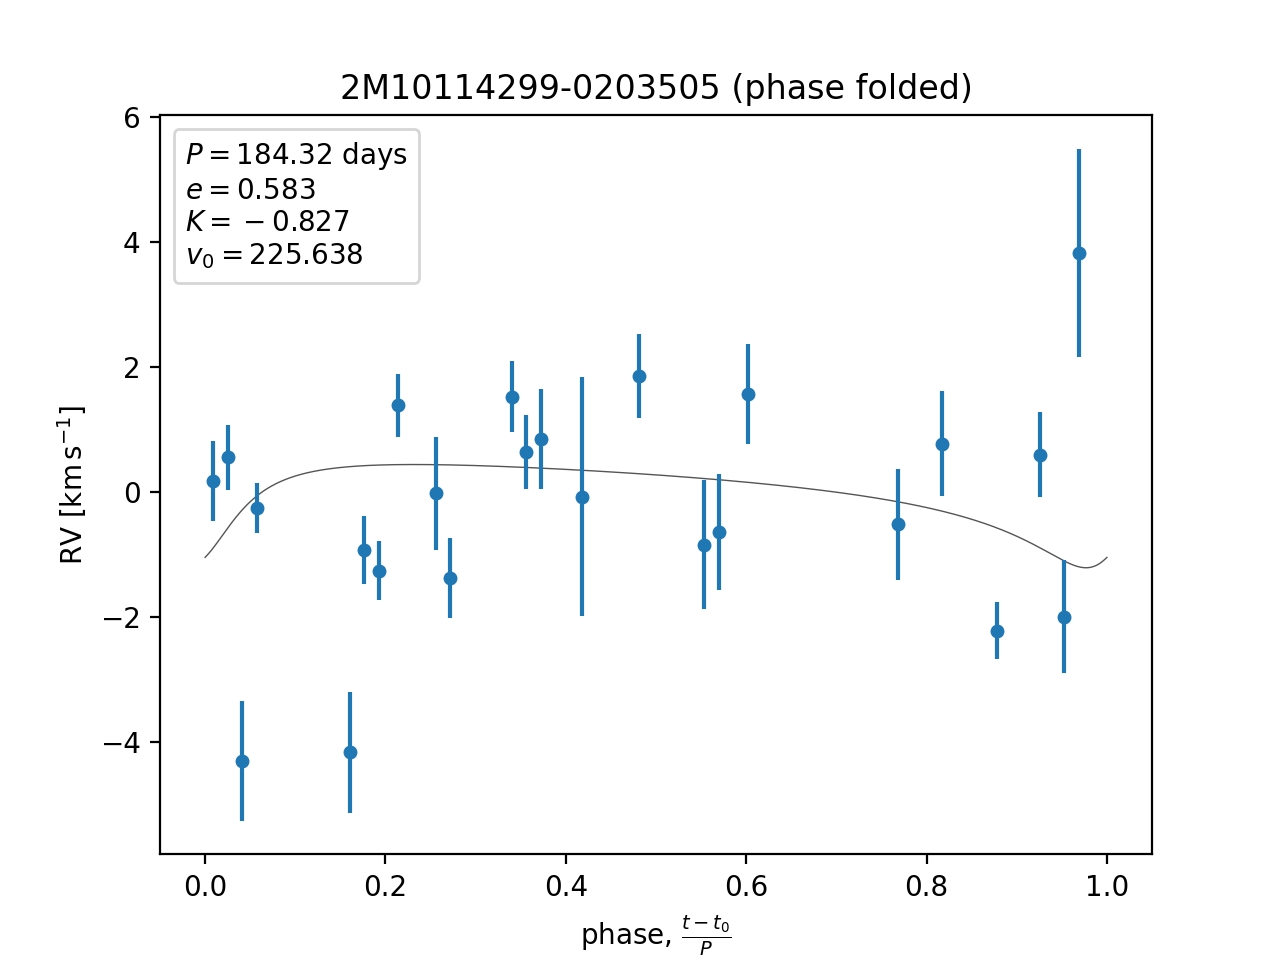 2M10114299-0203505 (phase folded)
P = 184.32 days
e = 0.583
K = −0.827
v₀ = 225.638
6
4
2
0
−2
−4
RV [km s⁻¹]
0.0 0.2 0.4 0.6 0.8 1.0
phase, (t − t₀)/P